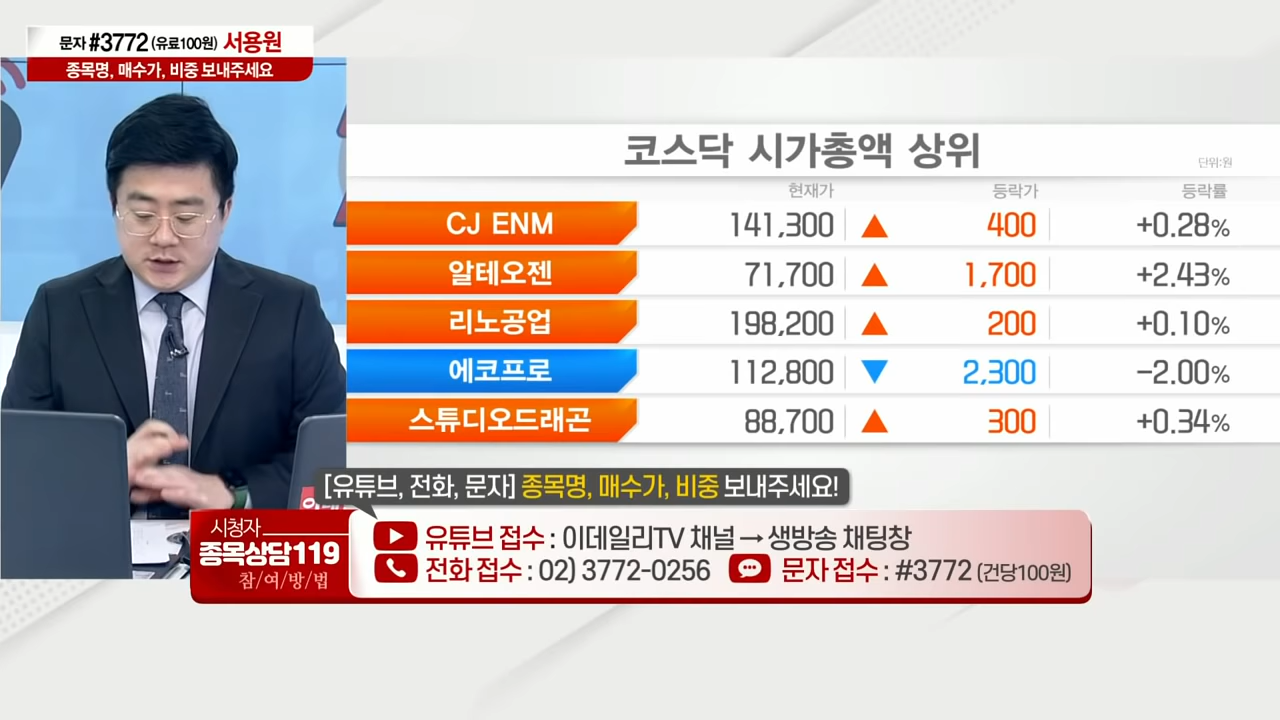 문자 #3772 (유료100원) 서용원
종목명, 매수가, 비중 보내주세요
코스닥 시가총액 상위
단위:원
현재가 등락가 등락률
CJ ENM 141,300 ▲ 400 +0.28%
알테오젠 71,700 ▲ 1,700 +2.43%
리노공업 198,200 ▲ 200 +0.10%
에코프로 112,800 ▼ 2,300 -2.00%
스튜디오드래곤 88,700 ▲ 300 +0.34%
[유튜브, 전화, 문자] 종목명, 매수가, 비중 보내주세요!
시청자
종목상담119
참/여/방/법
유튜브 접수 : 이데일리TV 채널 → 생방송 채팅창
전화 접수 : 02) 3772-0256 문자 접수 : #3772 (건당100원)